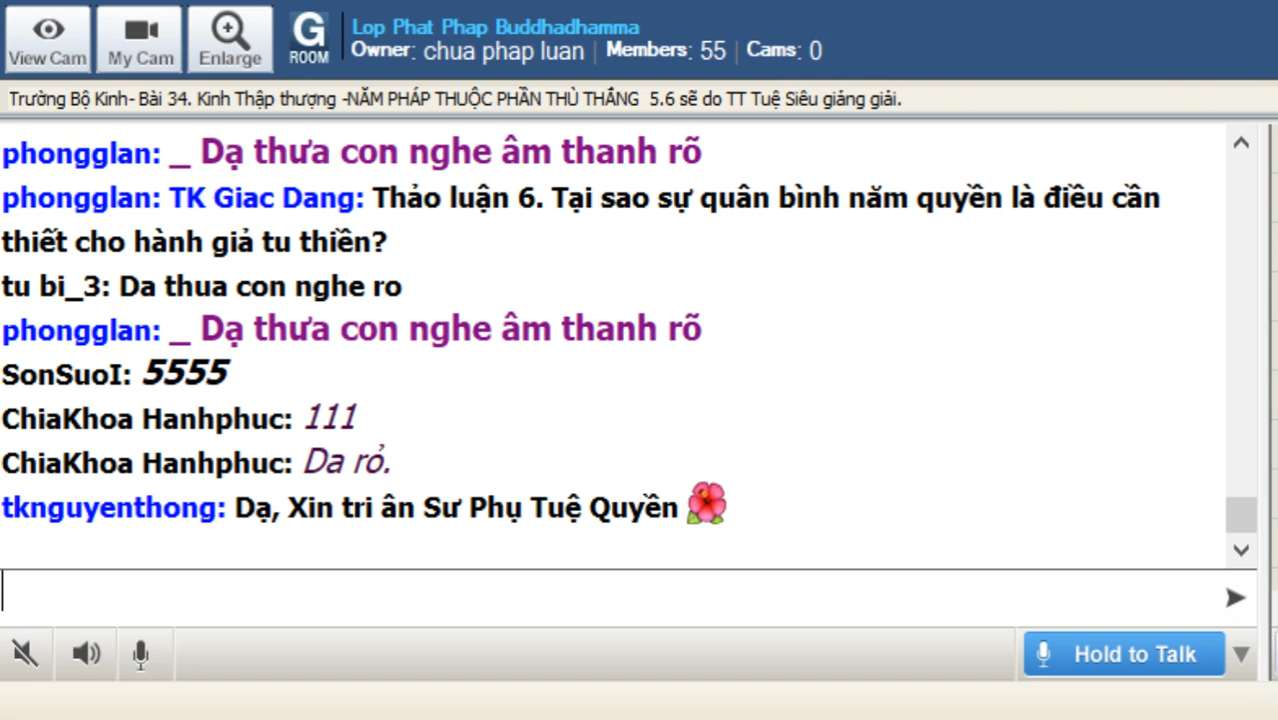 View Cam
My Cam
Enlarge
G
ROOM
Lop Phat Phap Buddhadhamma
Owner: chua phap luan | Members: 55 | Cams: 0
Trường Bộ Kinh- Bài 34. Kinh Thập thượng -NĂM PHÁP THUỘC PHẦN THÙ THẮNG 5.6 sẽ do TT Tuệ Siêu giảng giải.
phongglan: _ Dạ thưa con nghe âm thanh rõ
phongglan: TK Giac Dang: Thảo luận 6. Tại sao sự quân bình năm quyền là điều cần
thiết cho hành giả tu thiền?
tu bi_3: Da thua con nghe ro
phongglan: _ Dạ thưa con nghe âm thanh rõ
SonSuoI: 5555
ChiaKhoa Hanhphuc: 111
ChiaKhoa Hanhphuc: Da rỏ.
tknguyenthong: Dạ, Xin tri ân Sư Phụ Tuệ Quyền
Hold to Talk